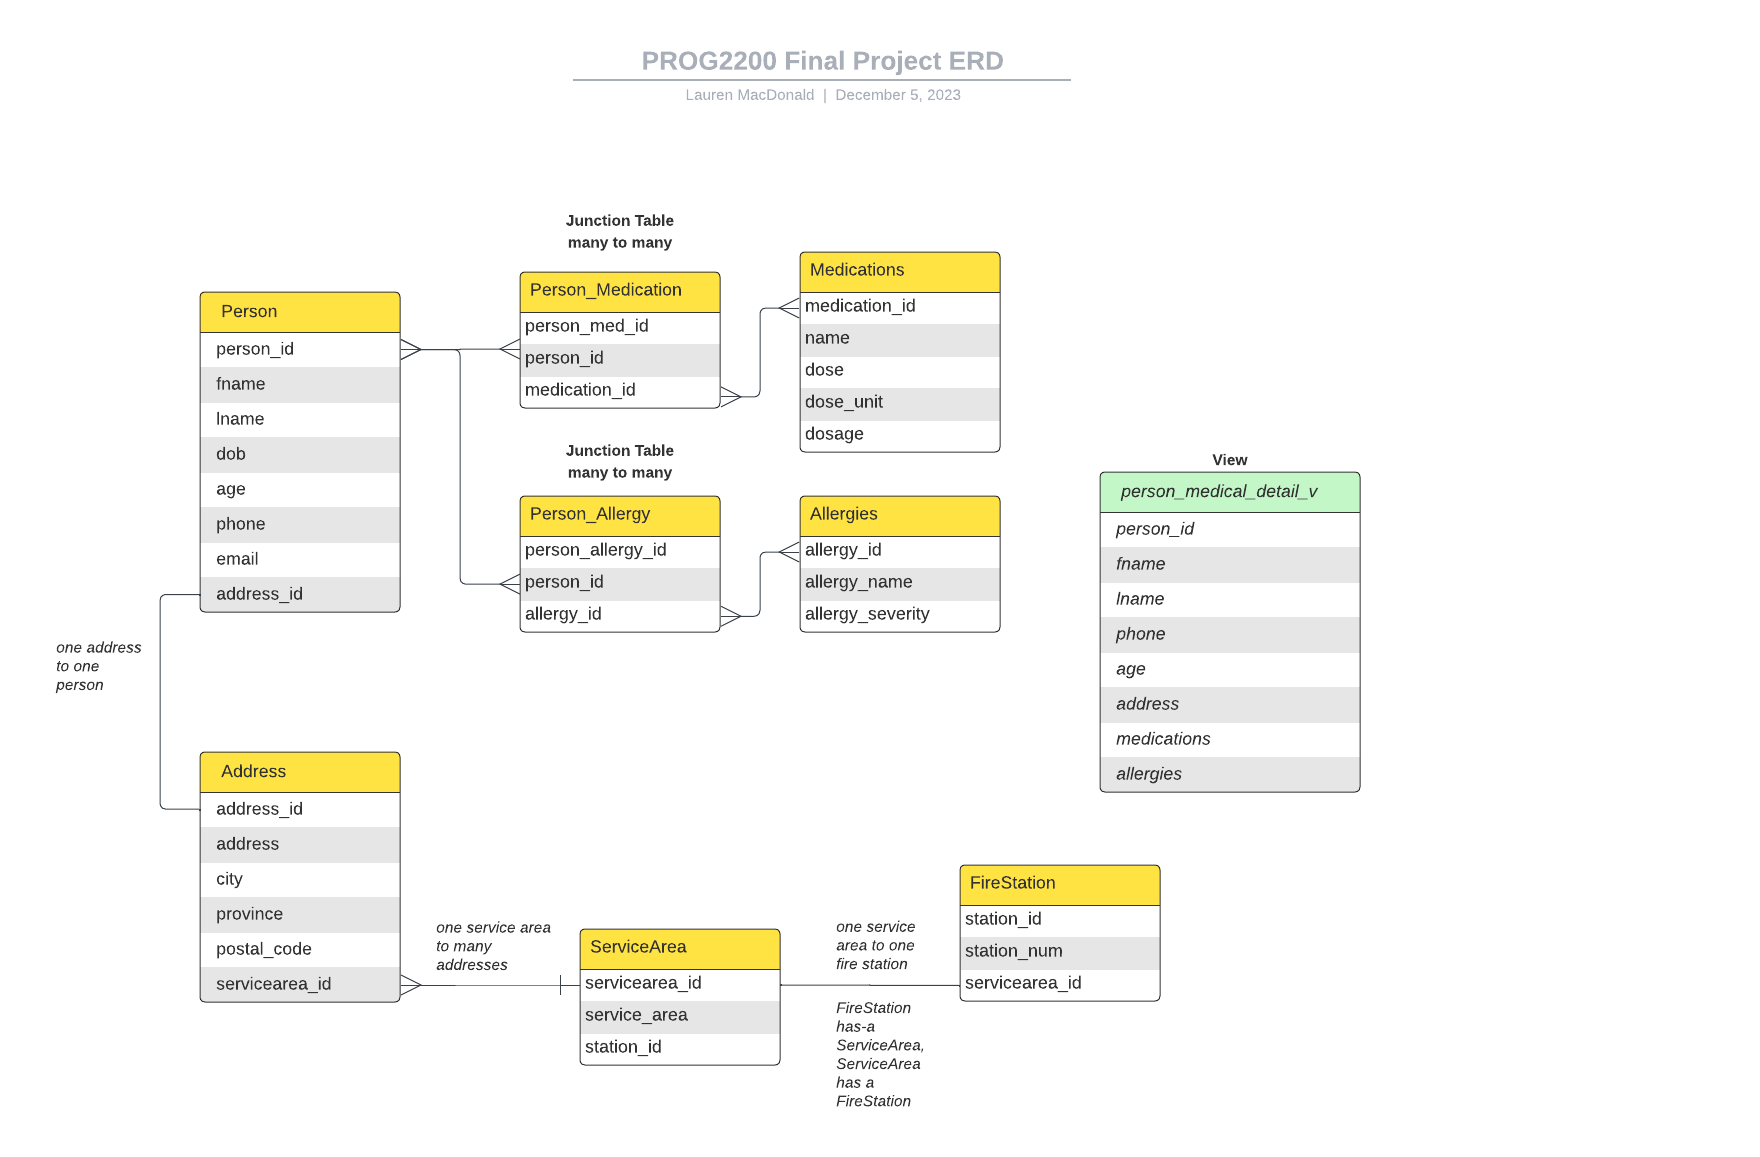 PROG2200 Final Project ERD
Lauren MacDonald | December 5, 2023
Junction Table
many to many
Person_Medication
person_med_id
person_id
medication_id
Medications
medication_id
name
dose
dose_unit
dosage
Person
person_id
fname
lname
dob
age
phone
email
address_id
Junction Table
many to many
Person_Allergy
person_allergy_id
person_id
allergy_id
Allergies
allergy_id
allergy_name
allergy_severity
View
person_medical_detail_v
person_id
fname
lname
phone
age
address
medications
allergies
one address
to one
person
Address
address_id
address
city
province
postal_code
servicearea_id
one service area
to many
addresses
ServiceArea
servicearea_id
service_area
station_id
one service
area to one
fire station
FireStation
has-a
ServiceArea,
ServiceArea
has a
FireStation
FireStation
station_id
station_num
servicearea_id